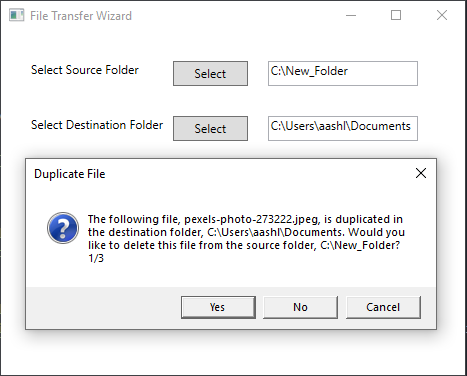 File Transfer Wizard
Select Source Folder
Select
C:\New_Folder
Select Destination Folder
Select
C:\Users\aashl\Documents
Duplicate File
The following file, pexels-photo-273222.jpeg, is duplicated in
the destination folder, C:\Users\aashl\Documents. Would you
like to delete this file from the source folder, C:\New_Folder?
1/3
Yes
No
Cancel